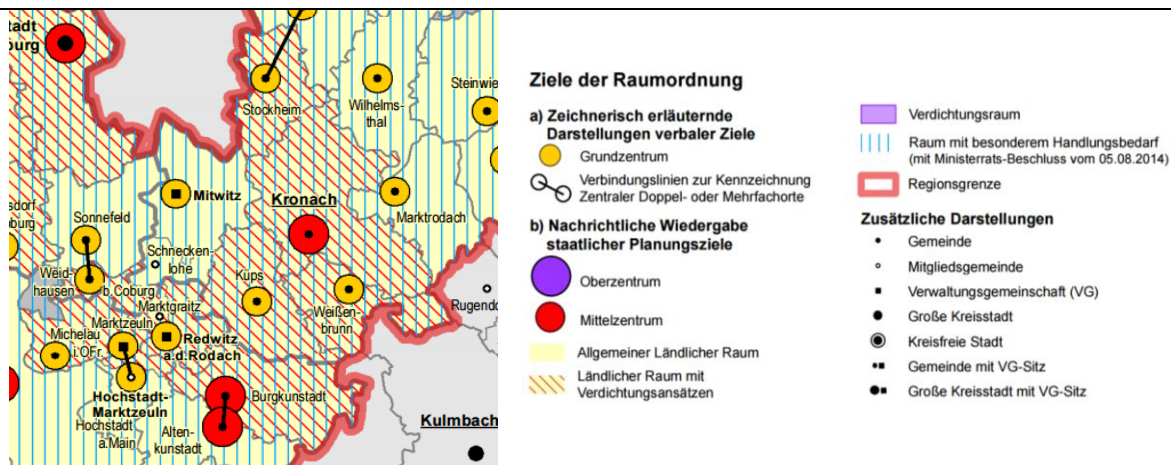 tadt
burg
Stockheim
Wilhelms-
thal
Steinwie
Mitwitz
Kronach
Marktrodach
sdorf
burg
Sonnefeld
Schnecken-
lohe
Weid-
hausen
b.Coburg
Küps
Weißen-
brunn
Rugendo
Marktgraitz
Marktzeuln
Michelau
i.OFr.
Redwitz
a.d.Rodach
Hochstadt-
Marktzeuln
Hochstadt
a.Main
Burgkunstadt
Alten-
kunstadt
Kulmbach
Ziele der Raumordnung
a) Zeichnerisch erläuternde
Darstellungen verbaler Ziele
Grundzentrum
Verbindungslinien zur Kennzeichnung
Zentraler Doppel- oder Mehrfachorte
b) Nachrichtliche Wiedergabe
staatlicher Planungsziele
Oberzentrum
Mittelzentrum
Allgemeiner Ländlicher Raum
Ländlicher Raum mit
Verdichtungsansätzen
Verdichtungsraum
Raum mit besonderem Handlungsbedarf
(mit Ministerrats-Beschluss vom 05.08.2014)
Regionsgrenze
Zusätzliche Darstellungen
Gemeinde
Mitgliedsgemeinde
Verwaltungsgemeinschaft (VG)
Große Kreisstadt
Kreisfreie Stadt
Gemeinde mit VG-Sitz
Große Kreisstadt mit VG-Sitz